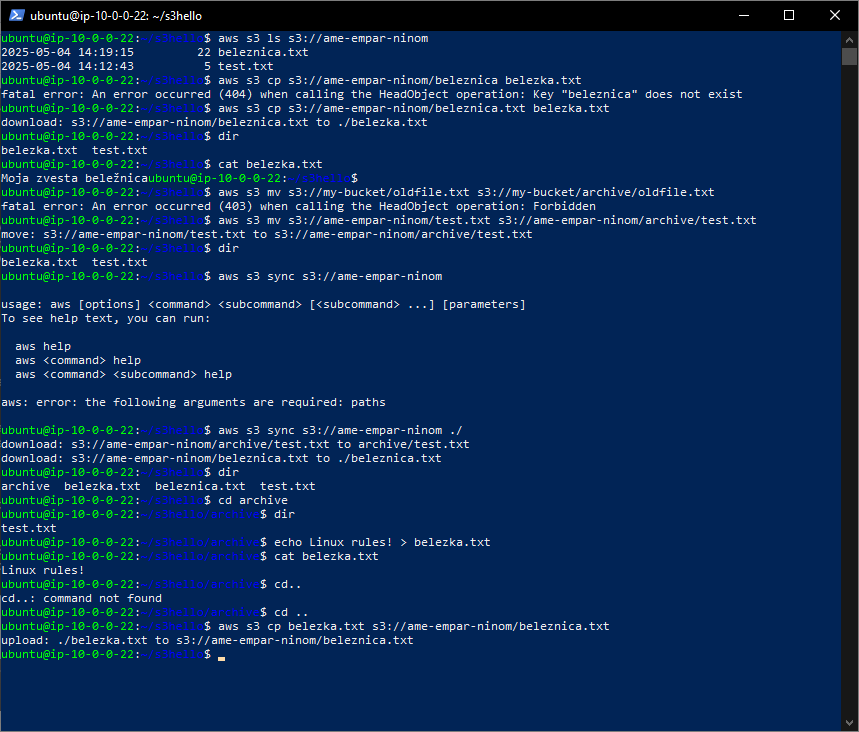 ubuntu@ip-10-0-0-22: ~/s3hello
ubuntu@ip-10-0-0-22:~/s3hello$ aws s3 ls s3://ame-empar-ninom
2025-05-04 14:19:15         22 beleznica.txt
2025-05-04 14:12:43          5 test.txt
ubuntu@ip-10-0-0-22:~/s3hello$ aws s3 cp s3://ame-empar-ninom/beleznica belezka.txt
fatal error: An error occurred (404) when calling the HeadObject operation: Key "beleznica" does not exist
ubuntu@ip-10-0-0-22:~/s3hello$ aws s3 cp s3://ame-empar-ninom/beleznica.txt belezka.txt
download: s3://ame-empar-ninom/beleznica.txt to ./belezka.txt
ubuntu@ip-10-0-0-22:~/s3hello$ dir
belezka.txt  test.txt
ubuntu@ip-10-0-0-22:~/s3hello$ cat belezka.txt
Moja zvesta beležnicaubuntu@ip-10-0-0-22:~/s3hello$
ubuntu@ip-10-0-0-22:~/s3hello$ aws s3 mv s3://my-bucket/oldfile.txt s3://my-bucket/archive/oldfile.txt
fatal error: An error occurred (403) when calling the HeadObject operation: Forbidden
ubuntu@ip-10-0-0-22:~/s3hello$ aws s3 mv s3://ame-empar-ninom/test.txt s3://ame-empar-ninom/archive/test.txt
move: s3://ame-empar-ninom/test.txt to s3://ame-empar-ninom/archive/test.txt
ubuntu@ip-10-0-0-22:~/s3hello$ dir
belezka.txt  test.txt
ubuntu@ip-10-0-0-22:~/s3hello$ aws s3 sync s3://ame-empar-ninom
usage: aws [options] <command> <subcommand> [<subcommand> ...] [parameters]
To see help text, you can run:
  aws help
  aws <command> help
  aws <command> <subcommand> help
aws: error: the following arguments are required: paths
ubuntu@ip-10-0-0-22:~/s3hello$ aws s3 sync s3://ame-empar-ninom ./
download: s3://ame-empar-ninom/archive/test.txt to archive/test.txt
download: s3://ame-empar-ninom/beleznica.txt to ./beleznica.txt
ubuntu@ip-10-0-0-22:~/s3hello$ dir
archive  belezka.txt  beleznica.txt  test.txt
ubuntu@ip-10-0-0-22:~/s3hello$ cd archive
ubuntu@ip-10-0-0-22:~/s3hello/archive$ dir
test.txt
ubuntu@ip-10-0-0-22:~/s3hello/archive$ echo Linux rules! > belezka.txt
ubuntu@ip-10-0-0-22:~/s3hello/archive$ cat belezka.txt
Linux rules!
ubuntu@ip-10-0-0-22:~/s3hello/archive$ cd..
cd..: command not found
ubuntu@ip-10-0-0-22:~/s3hello/archive$ cd ..
ubuntu@ip-10-0-0-22:~/s3hello$ aws s3 cp belezka.txt s3://ame-empar-ninom/beleznica.txt
upload: ./belezka.txt to s3://ame-empar-ninom/beleznica.txt
ubuntu@ip-10-0-0-22:~/s3hello$